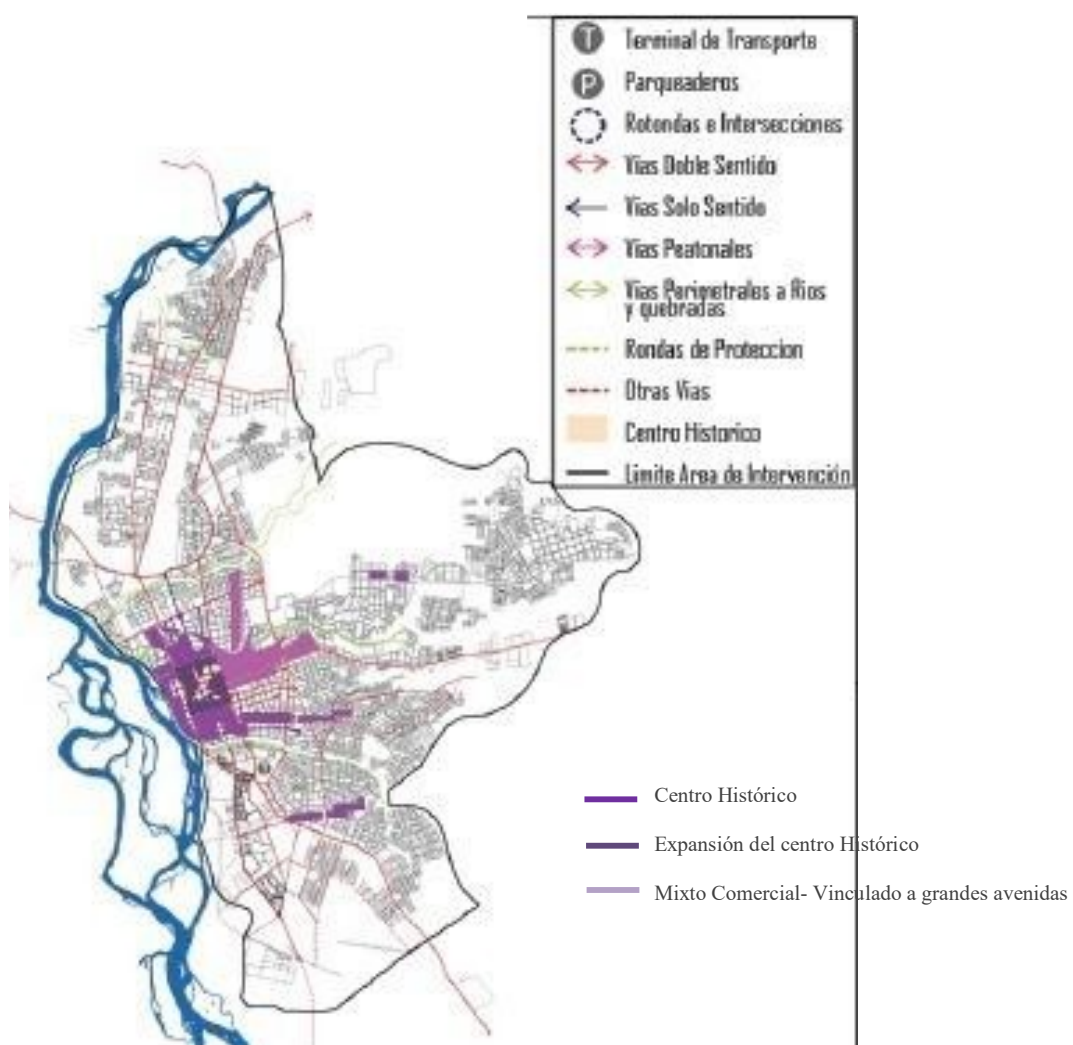 T Terminal de Transporte
P Parqueaderos
Rotondas e Intersecciones
Vias Doble Sentido
Vias Solo Sentido
Vias Peatonales
Vias Perimetrales a Rios
y quebradas
Rondas de Proteccion
Otras Vias
Centro Historico
Limite Area de Intervención
Centro Histórico
Expansión del centro Histórico
Mixto Comercial- Vinculado a grandes avenidas